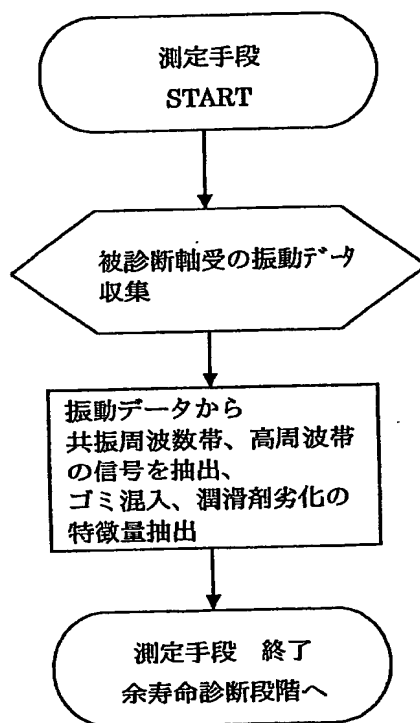 測定手段
START
被診断軸受の振動データ
収集
振動データから
共振周波数帯、高周波帯
の信号を抽出、
ゴミ混入、潤滑剤劣化の
特徴量抽出
測定手段　終了
余寿命診断段階へ